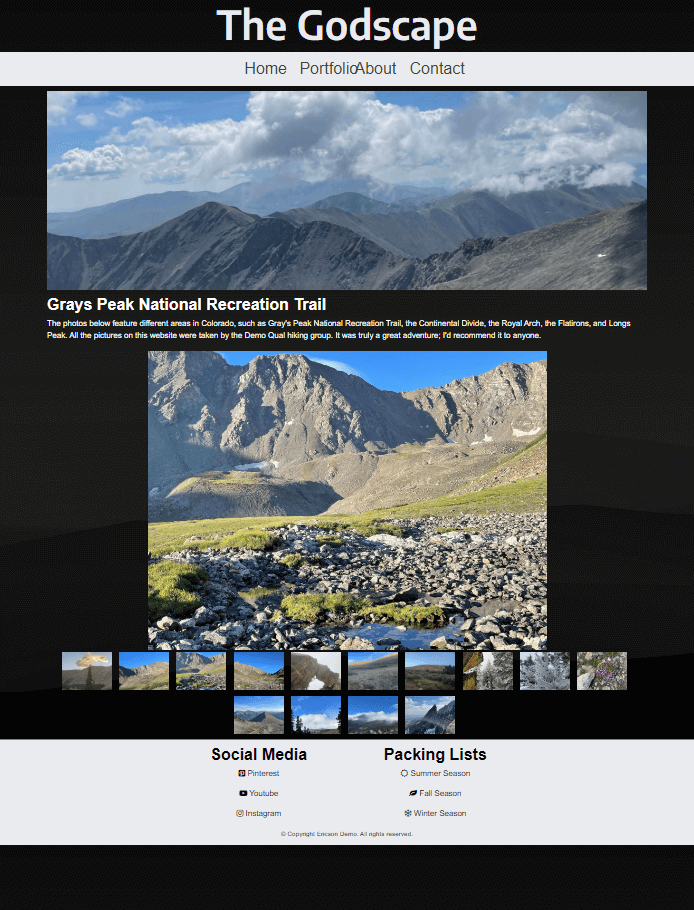 The Godscape
Home Portfolio About Contact
Grays Peak National Recreation Trail
The photos below feature different areas in Colorado, such as Gray's Peak National Recreation Trail, the Continental Divide, the Royal Arch, the Flatirons, and Longs
Peak. All the pictures on this website were taken by the Demo Qual hiking group. It was truly a great adventure; I'd recommend it to anyone.
Social Media Packing Lists
Pinterest Summer Season
Youtube Fall Season
Instagram Winter Season
© Copyright Ericson Demo. All rights reserved.